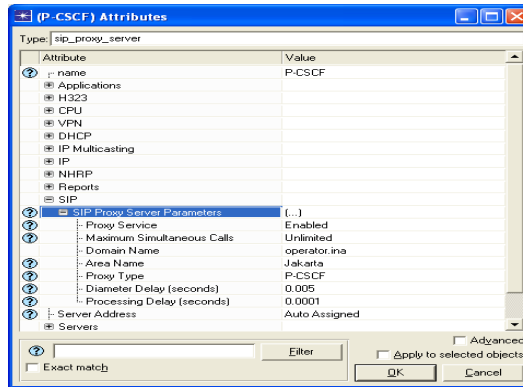 (P-CSCF) Attributes
Type: sip_proxy_server
Attribute Value
name P-CSCF
Applications
H323
CPU
VPN
DHCP
IP Multicasting
IP
NHRP
Reports
SIP
SIP Proxy Server Parameters (...)
Proxy Service Enabled
Maximum Simultaneous Calls Unlimited
Domain Name operator.ina
Area Name Jakarta
Proxy Type P-CSCF
Diameter Delay (seconds) 0.005
Processing Delay (seconds) 0.0001
Server Address Auto Assigned
Servers
Advanced
Filter
Apply to selected objects
Exact match
OK Cancel